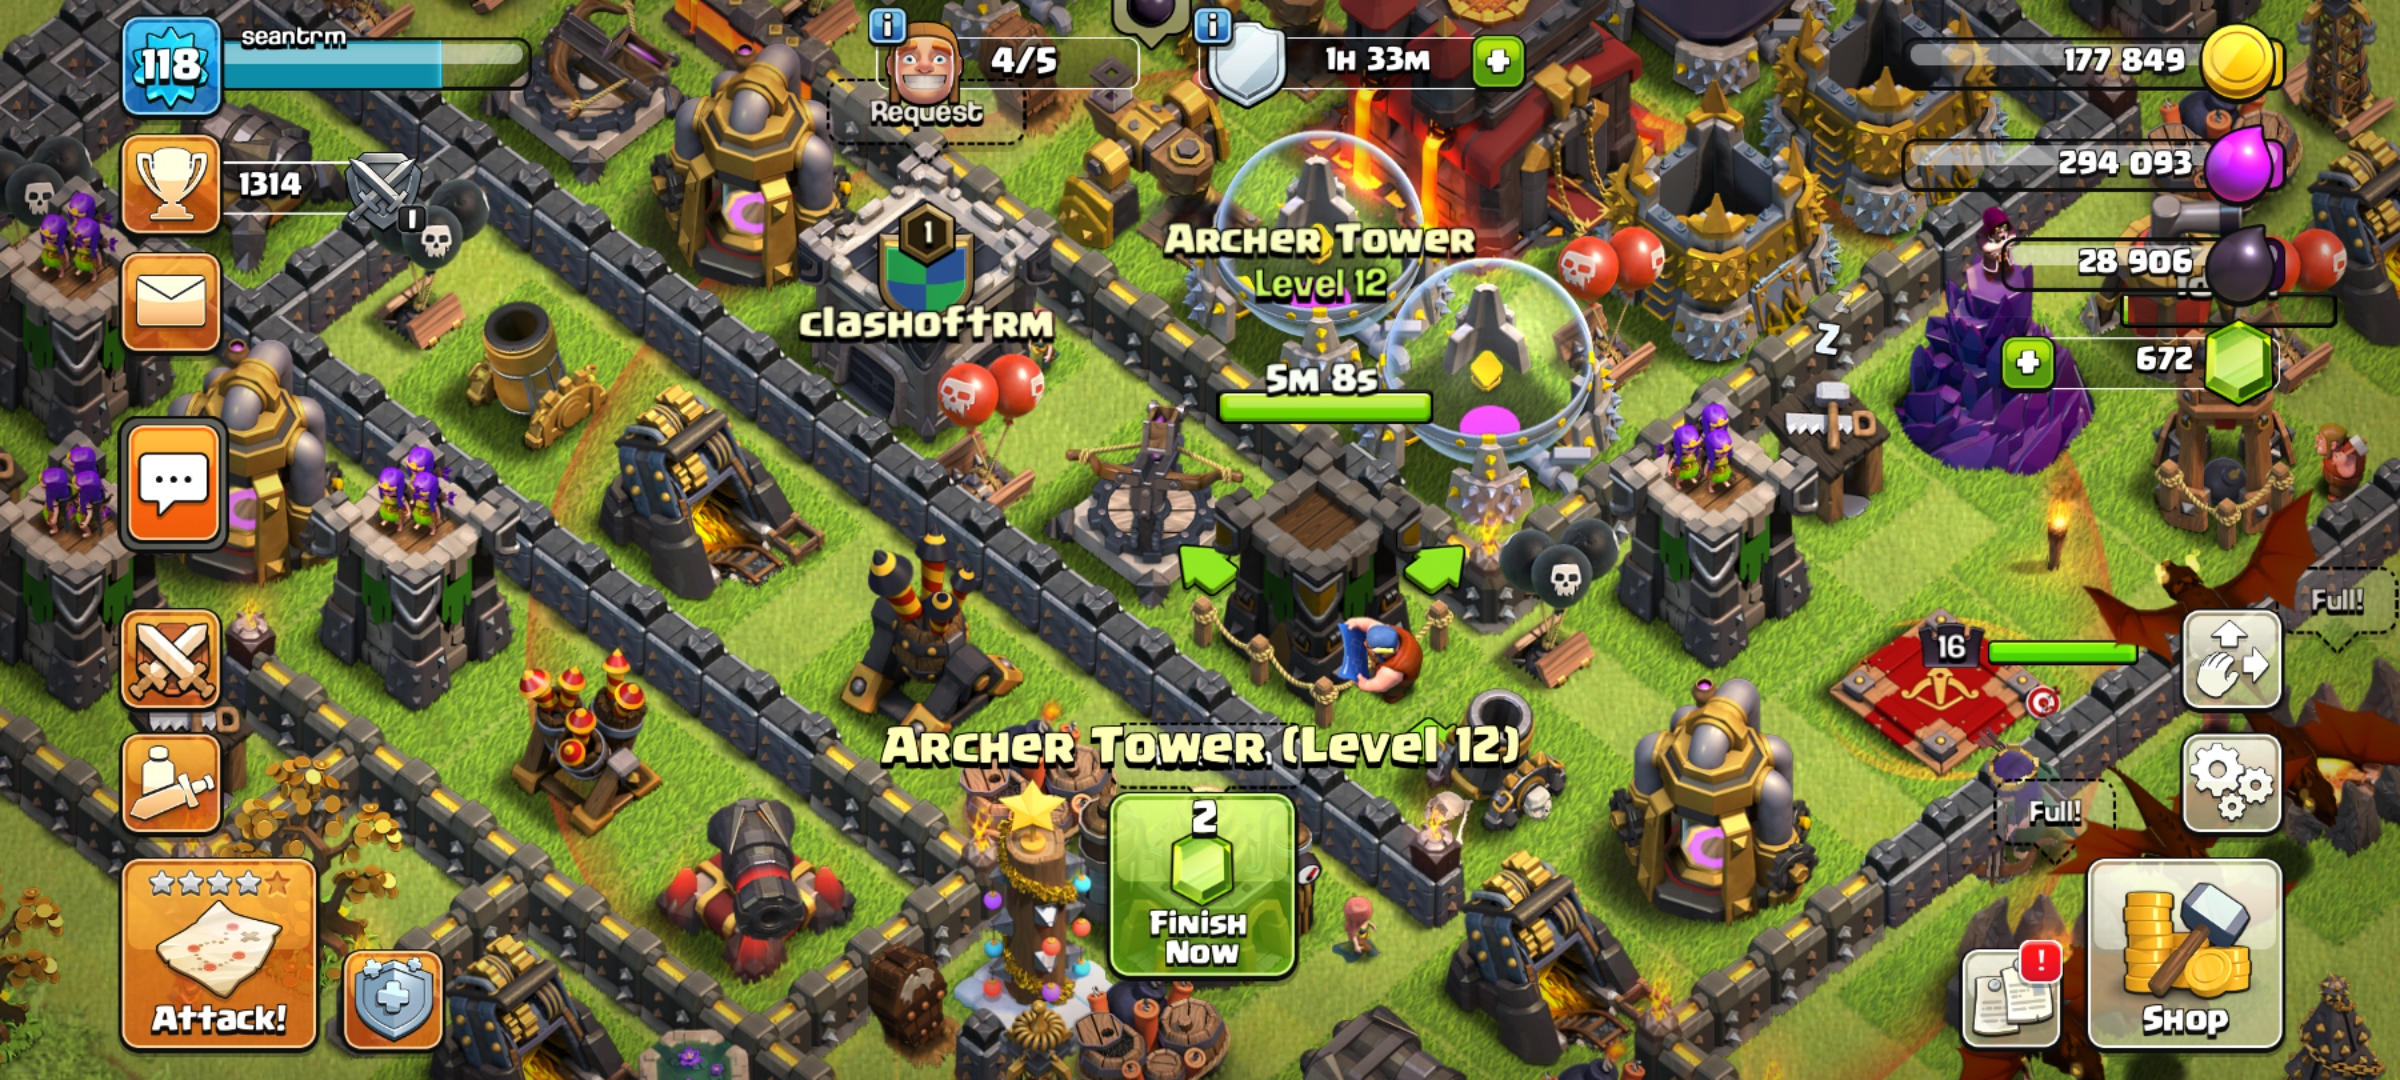 118
seantrm
4/5
1H 33M
177 849
Request
1314
I
294 093
1
Archer Tower
Level 12
28 906
clashoftrm
5M 8s
Z
Z
672
Full!
16
Archer Tower (Level 12)
Full!
2
Finish
Now
Attack!
!
Shop